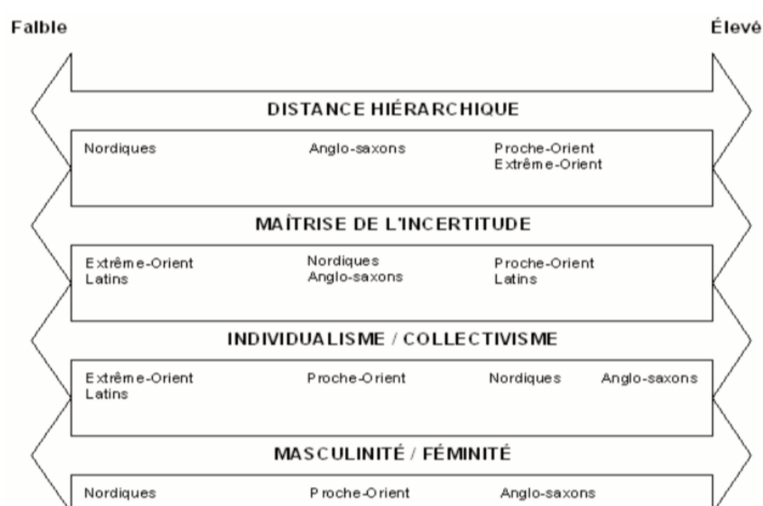 Faible Élevé
DISTANCE HIÉRARCHIQUE
Nordiques Anglo-saxons Proche-Orient
Extrême-Orient
MAÎTRISE DE L'INCERTITUDE
Extrême-Orient Nordiques Proche-Orient
Latins Anglo-saxons Latins
INDIVIDUALISME / COLLECTIVISME
Extrême-Orient Proche-Orient Nordiques Anglo-saxons
Latins
MASCULINITÉ / FÉMINITÉ
Nordiques Proche-Orient Anglo-saxons